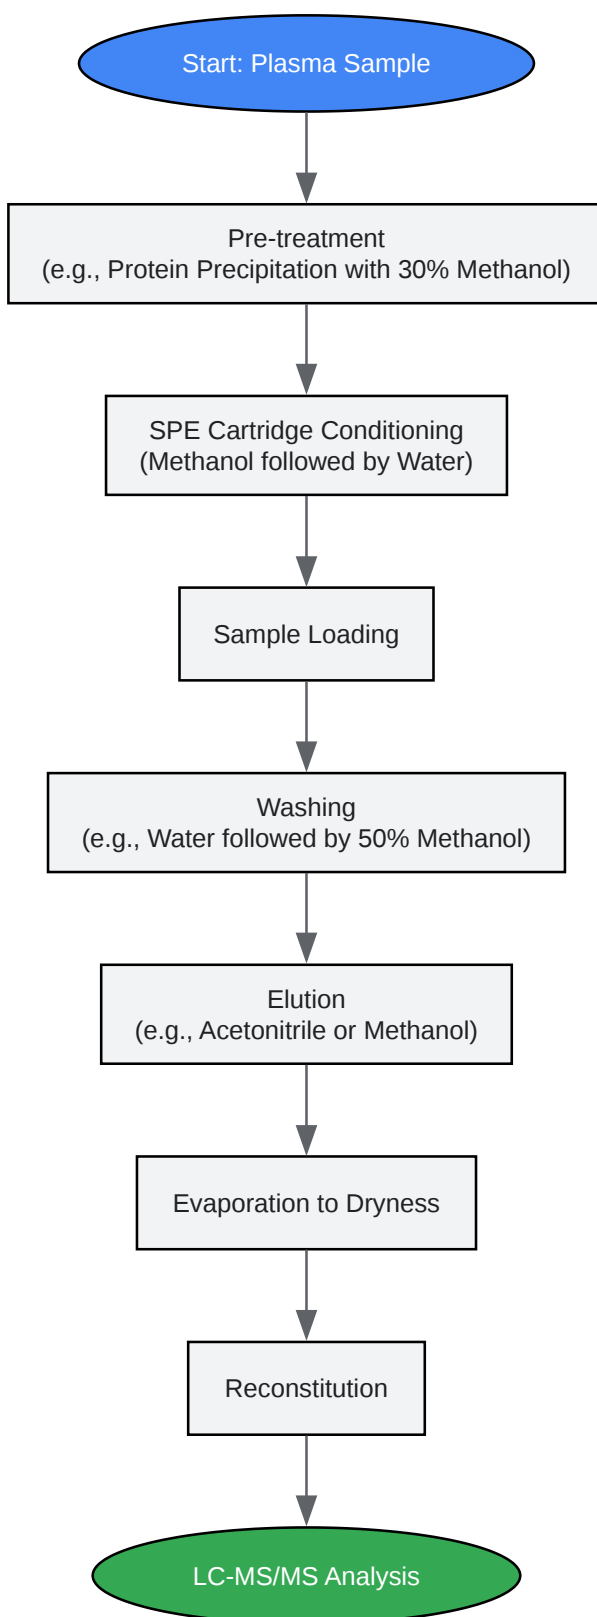 Start: Plasma Sample
Pre-treatment
(e.g., Protein Precipitation with 30% Methanol)
SPE Cartridge Conditioning
(Methanol followed by Water)
Sample Loading
Washing
(e.g., Water followed by 50% Methanol)
Elution
(e.g., Acetonitrile or Methanol)
Evaporation to Dryness
Reconstitution
LC-MS/MS Analysis